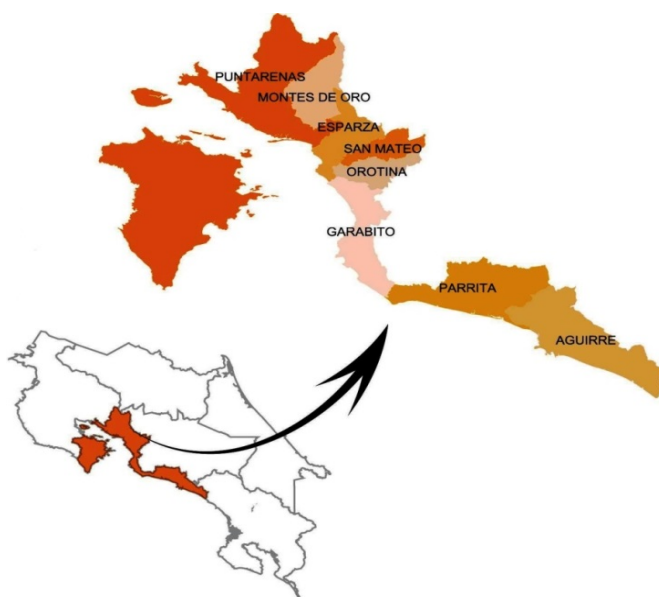 PUNTARENAS
MONTES DE ORO
ESPARZA
SAN MATEO
OROTINA
GARABITO
PARRITA
AGUIRRE